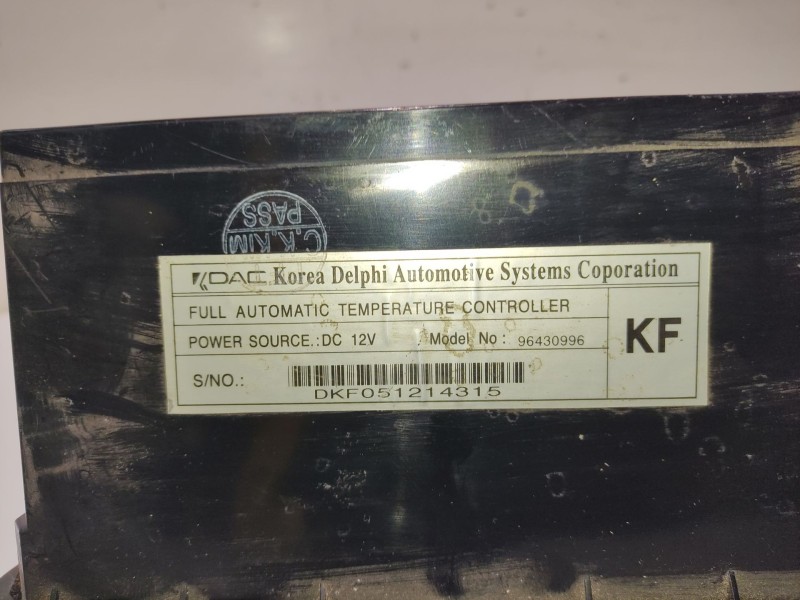 C.K.KIM
PASS
KDAC Korea Delphi Automotive Systems Coporation
FULL AUTOMATIC TEMPERATURE CONTROLLER
POWER SOURCE.:DC 12V Model No: 96430996
KF
S/NO.:
DKF051214315